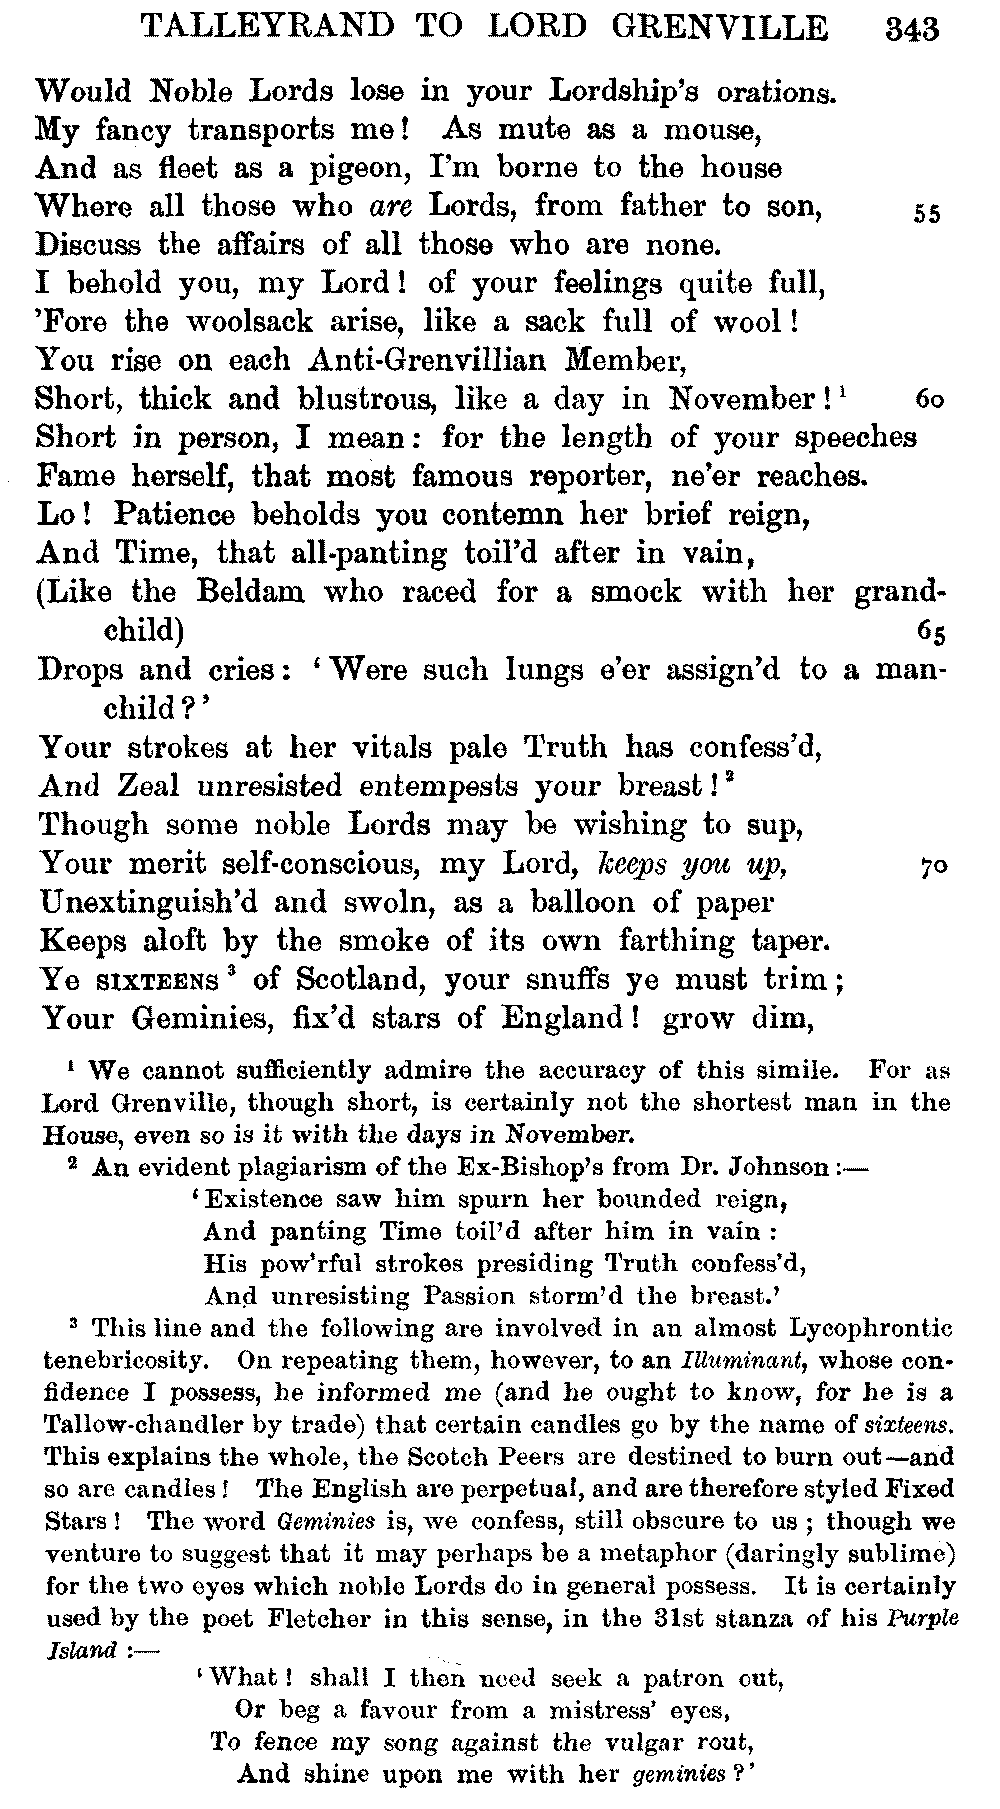 TALLEYRAND TO LORD GRENVILLE 343
Would Noble Lords lose in your Lordship's orations.
My fancy transports me! As mute as a mouse,
And as fleet as a pigeon, I'm borne to the house
Where all those who are Lords, from father to son, 55
Discuss the affairs of all those who are none.
I behold you, my Lord! of your feelings quite full,
'Fore the woolsack arise, like a sack full of wool!
You rise on each Anti-Grenvillian Member,
Short, thick and blustrous, like a day in November!¹ 60
Short in person, I mean: for the length of your speeches
Fame herself, that most famous reporter, ne'er reaches.
Lo! Patience beholds you contemn her brief reign,
And Time, that all-panting toil'd after in vain,
(Like the Beldam who raced for a smock with her grand-
child) 65
Drops and cries: 'Were such lungs e'er assign'd to a man-
child?'
Your strokes at her vitals pale Truth has confess'd,
And Zeal unresisted entempests your breast!²
Though some noble Lords may be wishing to sup,
Your merit self-conscious, my Lord, keeps you up, 70
Unextinguish'd and swoln, as a balloon of paper
Keeps aloft by the smoke of its own farthing taper.
Ye SIXTEENS³ of Scotland, your snuffs ye must trim;
Your Geminies, fix'd stars of England! grow dim,
¹ We cannot sufficiently admire the accuracy of this simile. For as
Lord Grenville, though short, is certainly not the shortest man in the
House, even so is it with the days in November.
² An evident plagiarism of the Ex-Bishop's from Dr. Johnson:—
'Existence saw him spurn her bounded reign,
And panting Time toil'd after him in vain:
His pow'rful strokes presiding Truth confess'd,
And unresisting Passion storm'd the breast.'
³ This line and the following are involved in an almost Lycophrontic
tenebricosity. On repeating them, however, to an Illuminant, whose con-
fidence I possess, he informed me (and he ought to know, for he is a
Tallow-chandler by trade) that certain candles go by the name of sixteens.
This explains the whole, the Scotch Peers are destined to burn out—and
so are candles! The English are perpetual, and are therefore styled Fixed
Stars! The word Geminies is, we confess, still obscure to us; though we
venture to suggest that it may perhaps be a metaphor (daringly sublime)
for the two eyes which noble Lords do in general possess. It is certainly
used by the poet Fletcher in this sense, in the 31st stanza of his Purple
Island:—
'What! shall I then need seek a patron out,
Or beg a favour from a mistress' eyes,
To fence my song against the vulgar rout,
And shine upon me with her geminies?'